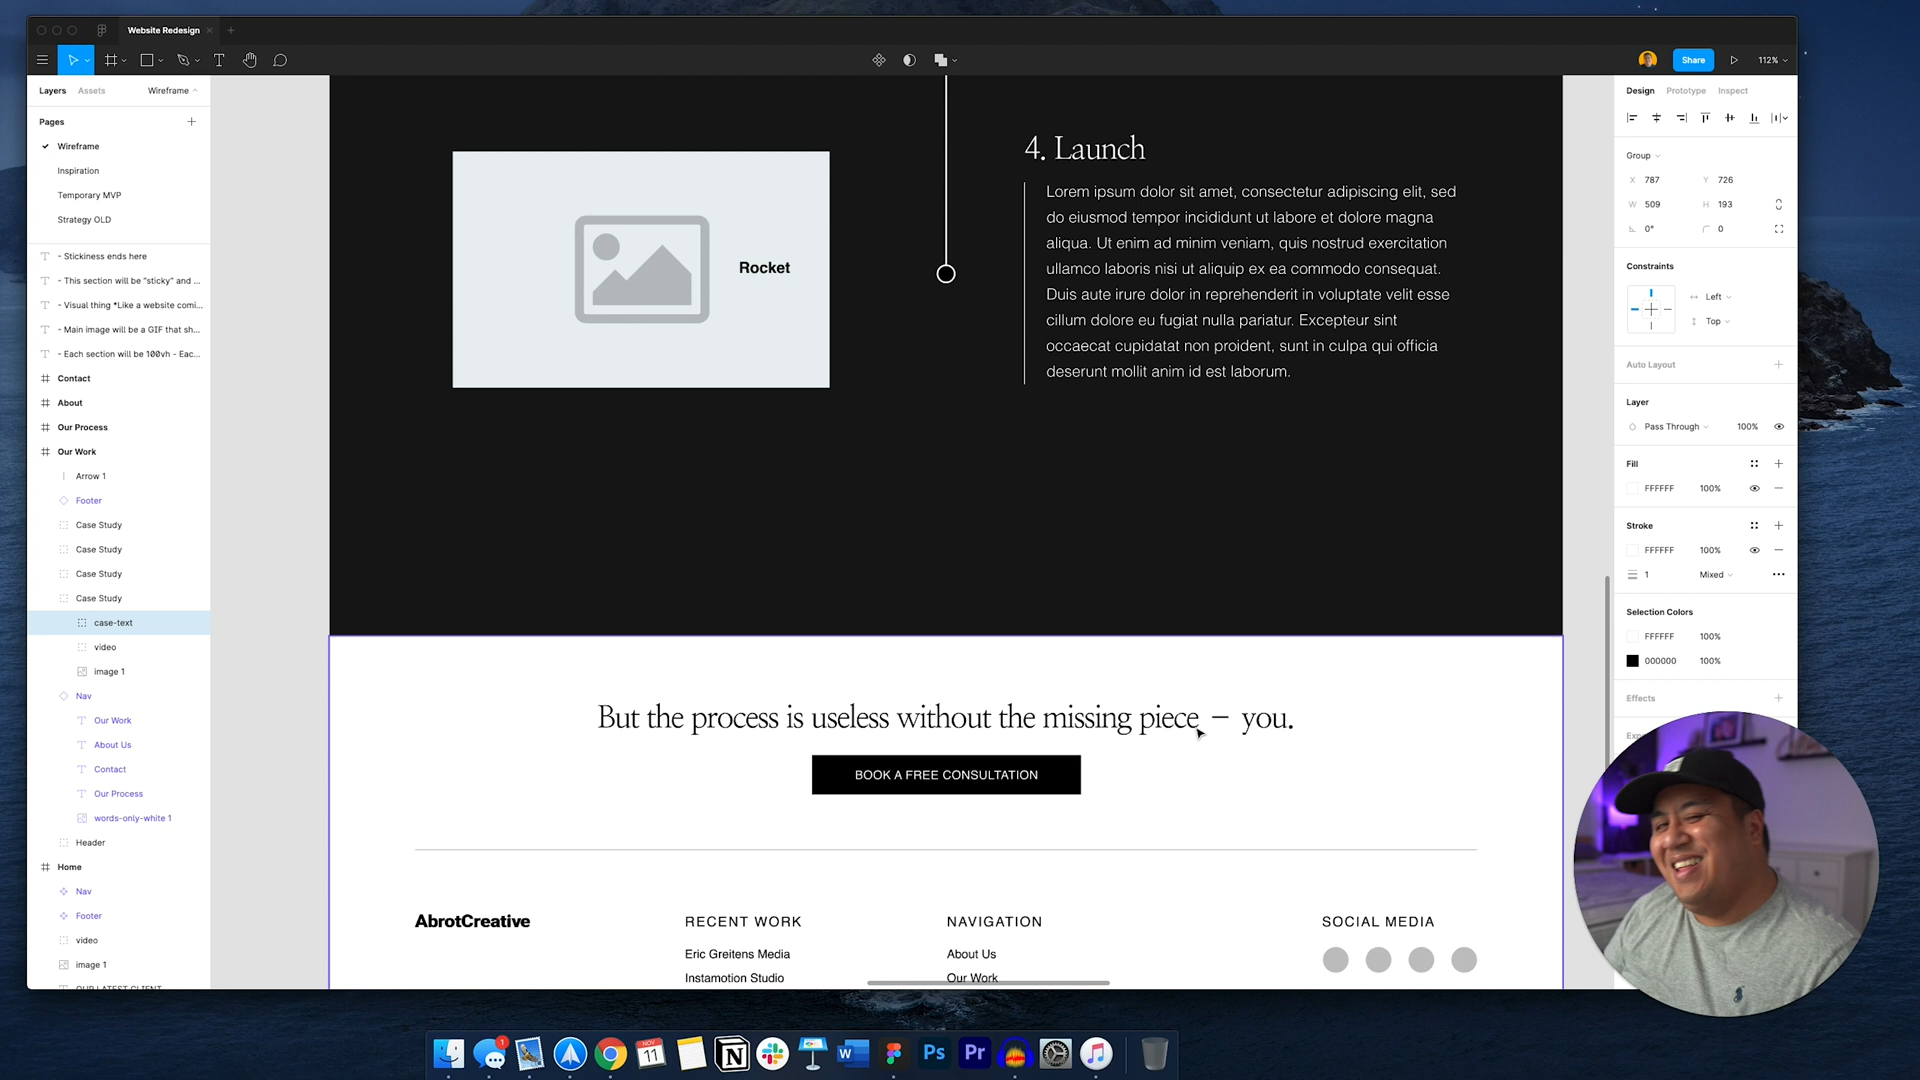 Website Redesign
Share
112%
Layers
Assets
Wireframe
Pages
Wireframe
Inspiration
Temporary MVP
Strategy OLD
- Stickiness ends here
- This section will be “sticky” and ...
- Visual thing *Like a website comi...
- Main image will be a GIF that sh...
- Each section will be 100vh - Eac...
Contact
About
Our Process
Our Work
Arrow 1
Footer
Case Study
Case Study
Case Study
Case Study
case-text
video
image 1
Nav
Our Work
About Us
Contact
Our Process
words-only-white 1
Header
Home
Nav
Footer
video
image 1
OUR LATEST CLIENT
Rocket
4. Launch
Lorem ipsum dolor sit amet, consectetur adipiscing elit, sed
do eiusmod tempor incididunt ut labore et dolore magna
aliqua. Ut enim ad minim veniam, quis nostrud exercitation
ullamco laboris nisi ut aliquip ex ea commodo consequat.
Duis aute irure dolor in reprehenderit in voluptate velit esse
cillum dolore eu fugiat nulla pariatur. Excepteur sint
occaecat cupidatat non proident, sunt in culpa qui officia
deserunt mollit anim id est laborum.
But the process is useless without the missing piece – you.
BOOK A FREE CONSULTATION
AbrotCreative
RECENT WORK
Eric Greitens Media
Instamotion Studio
NAVIGATION
About Us
Our Work
SOCIAL MEDIA
Design
Prototype
Inspect
Group
X 787
Y 726
W 509
H 193
0°
0
Constraints
Left
Top
Auto Layout
Layer
Pass Through
100%
Fill
FFFFFF
100%
Stroke
FFFFFF
100%
1
Mixed
Selection Colors
FFFFFF
100%
000000
100%
Effects
1
NOV
11
N
W
Ps
Pr